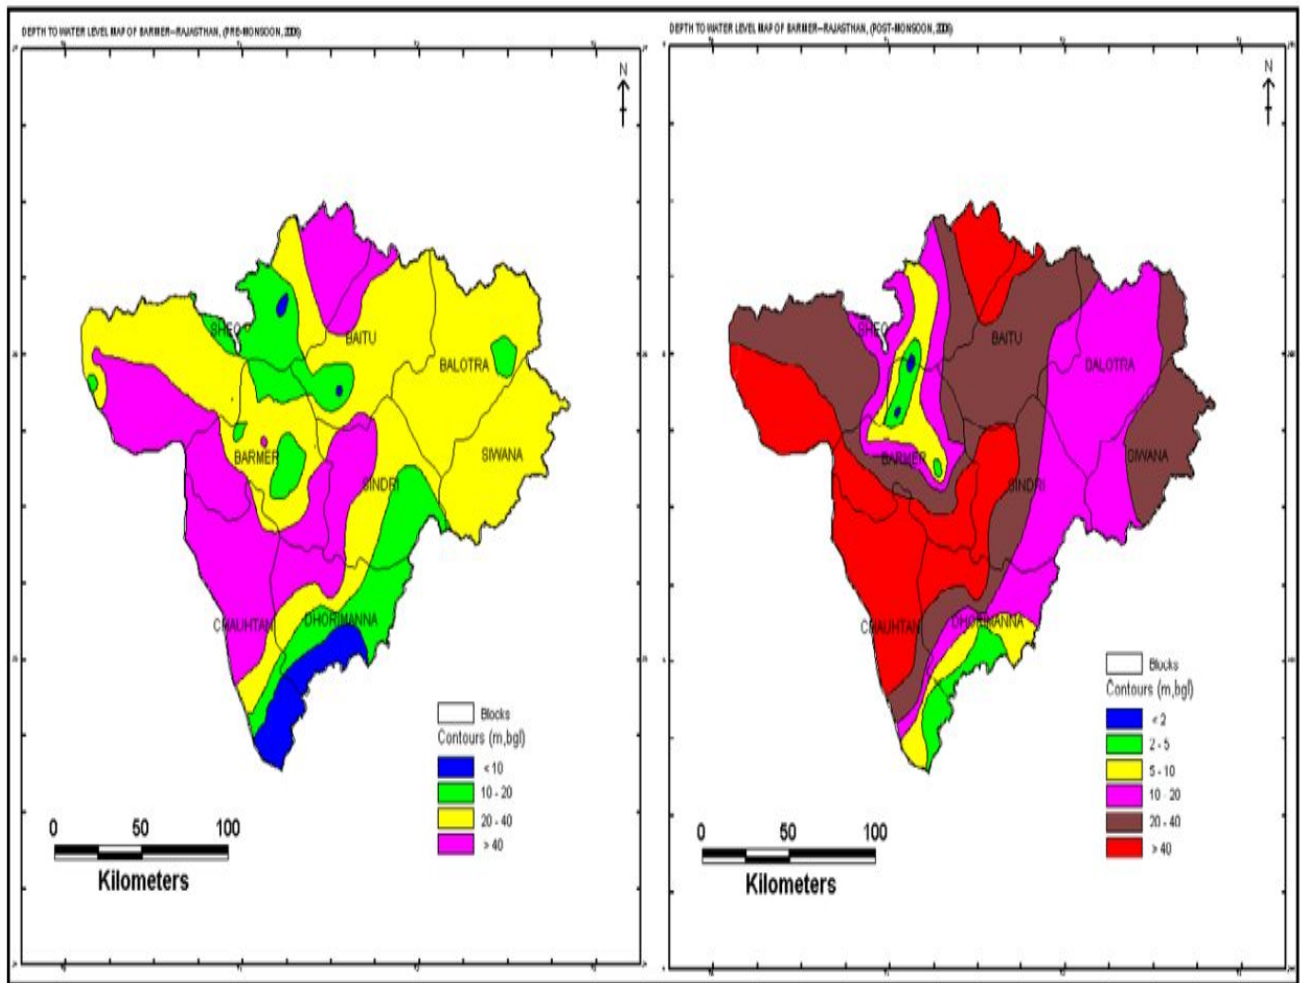 DEPTH TO WATER LEVEL MAP OF BARMER-RAJASTHAN, (PRE-MONSOON, 2006)
N
SHEO
BAITU
BALOTRA
BARMER
SIWANA
SINDRI
CHAUHTAN
DHORIMANNA
Blocks
Contours (m,bgl)
< 10
10 - 20
20 - 40
> 40
0 50 100
Kilometers
DEPTH TO WATER LEVEL MAP OF BARMER-RAJASTHAN, (POST-MONSOON, 2006)
N
SHEO
BAITU
BALOTRA
BARMER
SIWANA
SINDRI
CHAUHTAN
DHORIMANNA
Blocks
Contours (m,bgl)
< 2
2 - 5
5 - 10
10 - 20
20 - 40
> 40
0 50 100
Kilometers